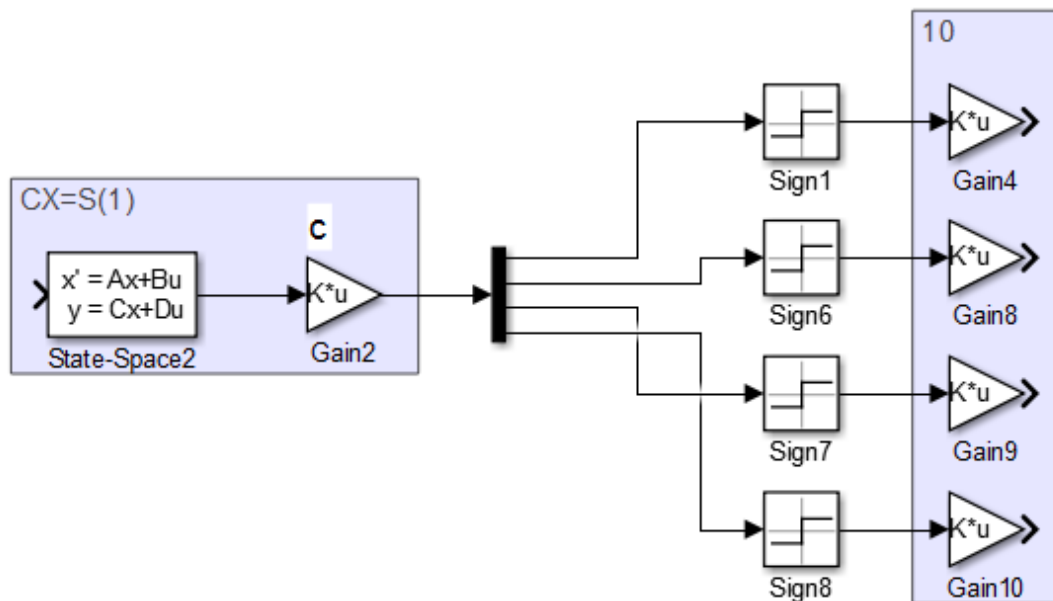 10
K*u
Sign1
Gain4
CX=S(1)
C
x' = Ax+Bu
y = Cx+Du
K*u
State-Space2
Gain2
K*u
Sign6
Gain8
K*u
Sign7
Gain9
K*u
Sign8
Gain10